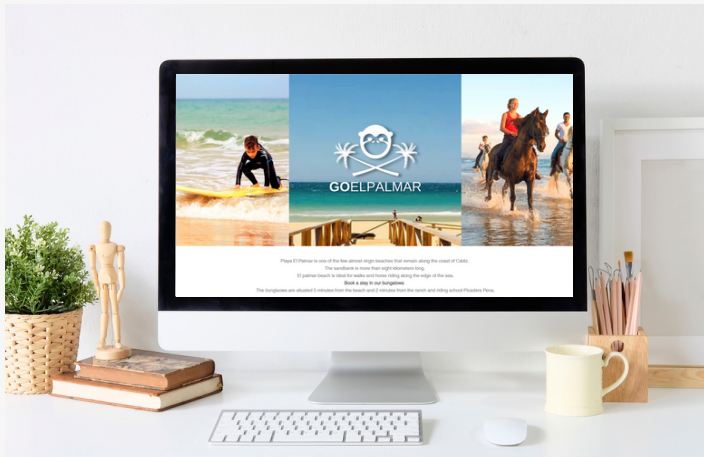 GOELPALMAR
Playa El Palmar is one of the few almost virgin beaches that remain along the coast of Cádiz.
The sandbank is more than eight kilometers long.
El palmar beach is ideal for walks and horse riding along the edge of the sea.
Book a stay in our bungalows
The bungalows are situated 5 minutes from the beach and 2 minutes from the ranch and riding school Picadero Pena.